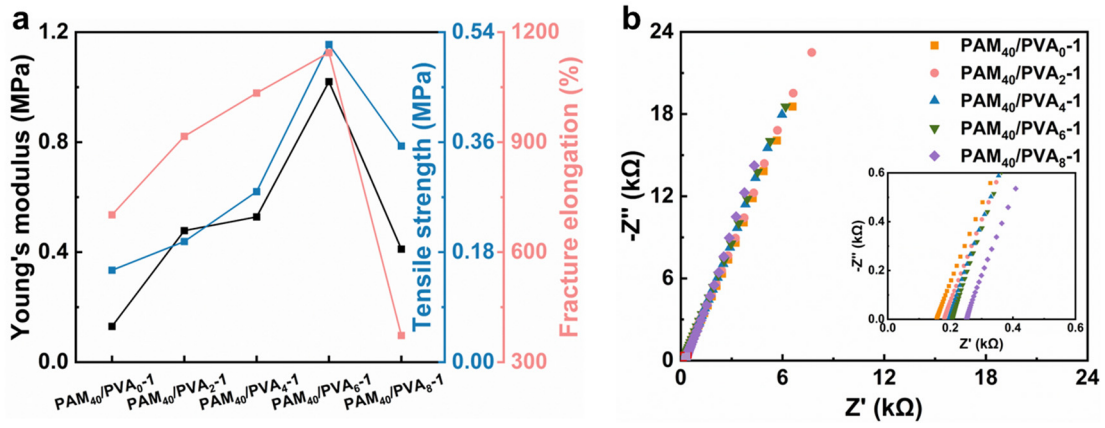 a
Young's modulus (MPa)
1.2
0.8
0.4
0.0
PAM₄₀/PVA₀-1
PAM₄₀/PVA₂-1
PAM₄₀/PVA₄-1
PAM₄₀/PVA₆-1
PAM₄₀/PVA₈-1
Tensile strength (MPa)
0.54
0.36
0.18
0.00
Fracture elongation (%)
1200
900
600
300
b
-Z'' (kΩ)
24
18
12
6
0
0
6
12
18
24
Z' (kΩ)
PAM₄₀/PVA₀-1
PAM₄₀/PVA₂-1
PAM₄₀/PVA₄-1
PAM₄₀/PVA₆-1
PAM₄₀/PVA₈-1
-Z'' (kΩ)
0.6
0.4
0.2
0.0
0.0
0.2
0.4
0.6
Z' (kΩ)